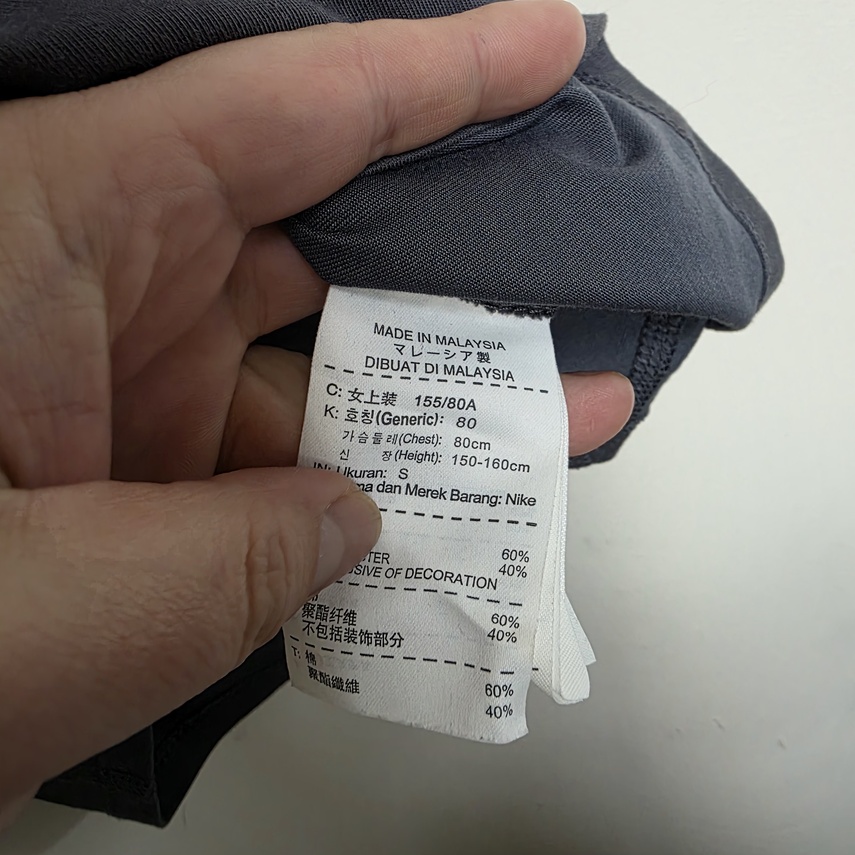 MADE IN MALAYSIA
マレーシア製
DIBUAT DI MALAYSIA
C: 女上装 155/80A
K: 호칭(Generic): 80
가슴둘레(Chest): 80cm
신 장(Height): 150-160cm
IN: Ukuran: S
dan Merek Barang: Nike
60%
40%
OF DECORATION
60%
聚酯纤维 40%
不包括装饰部分
T: 棉 60%
聚酯纖維 40%